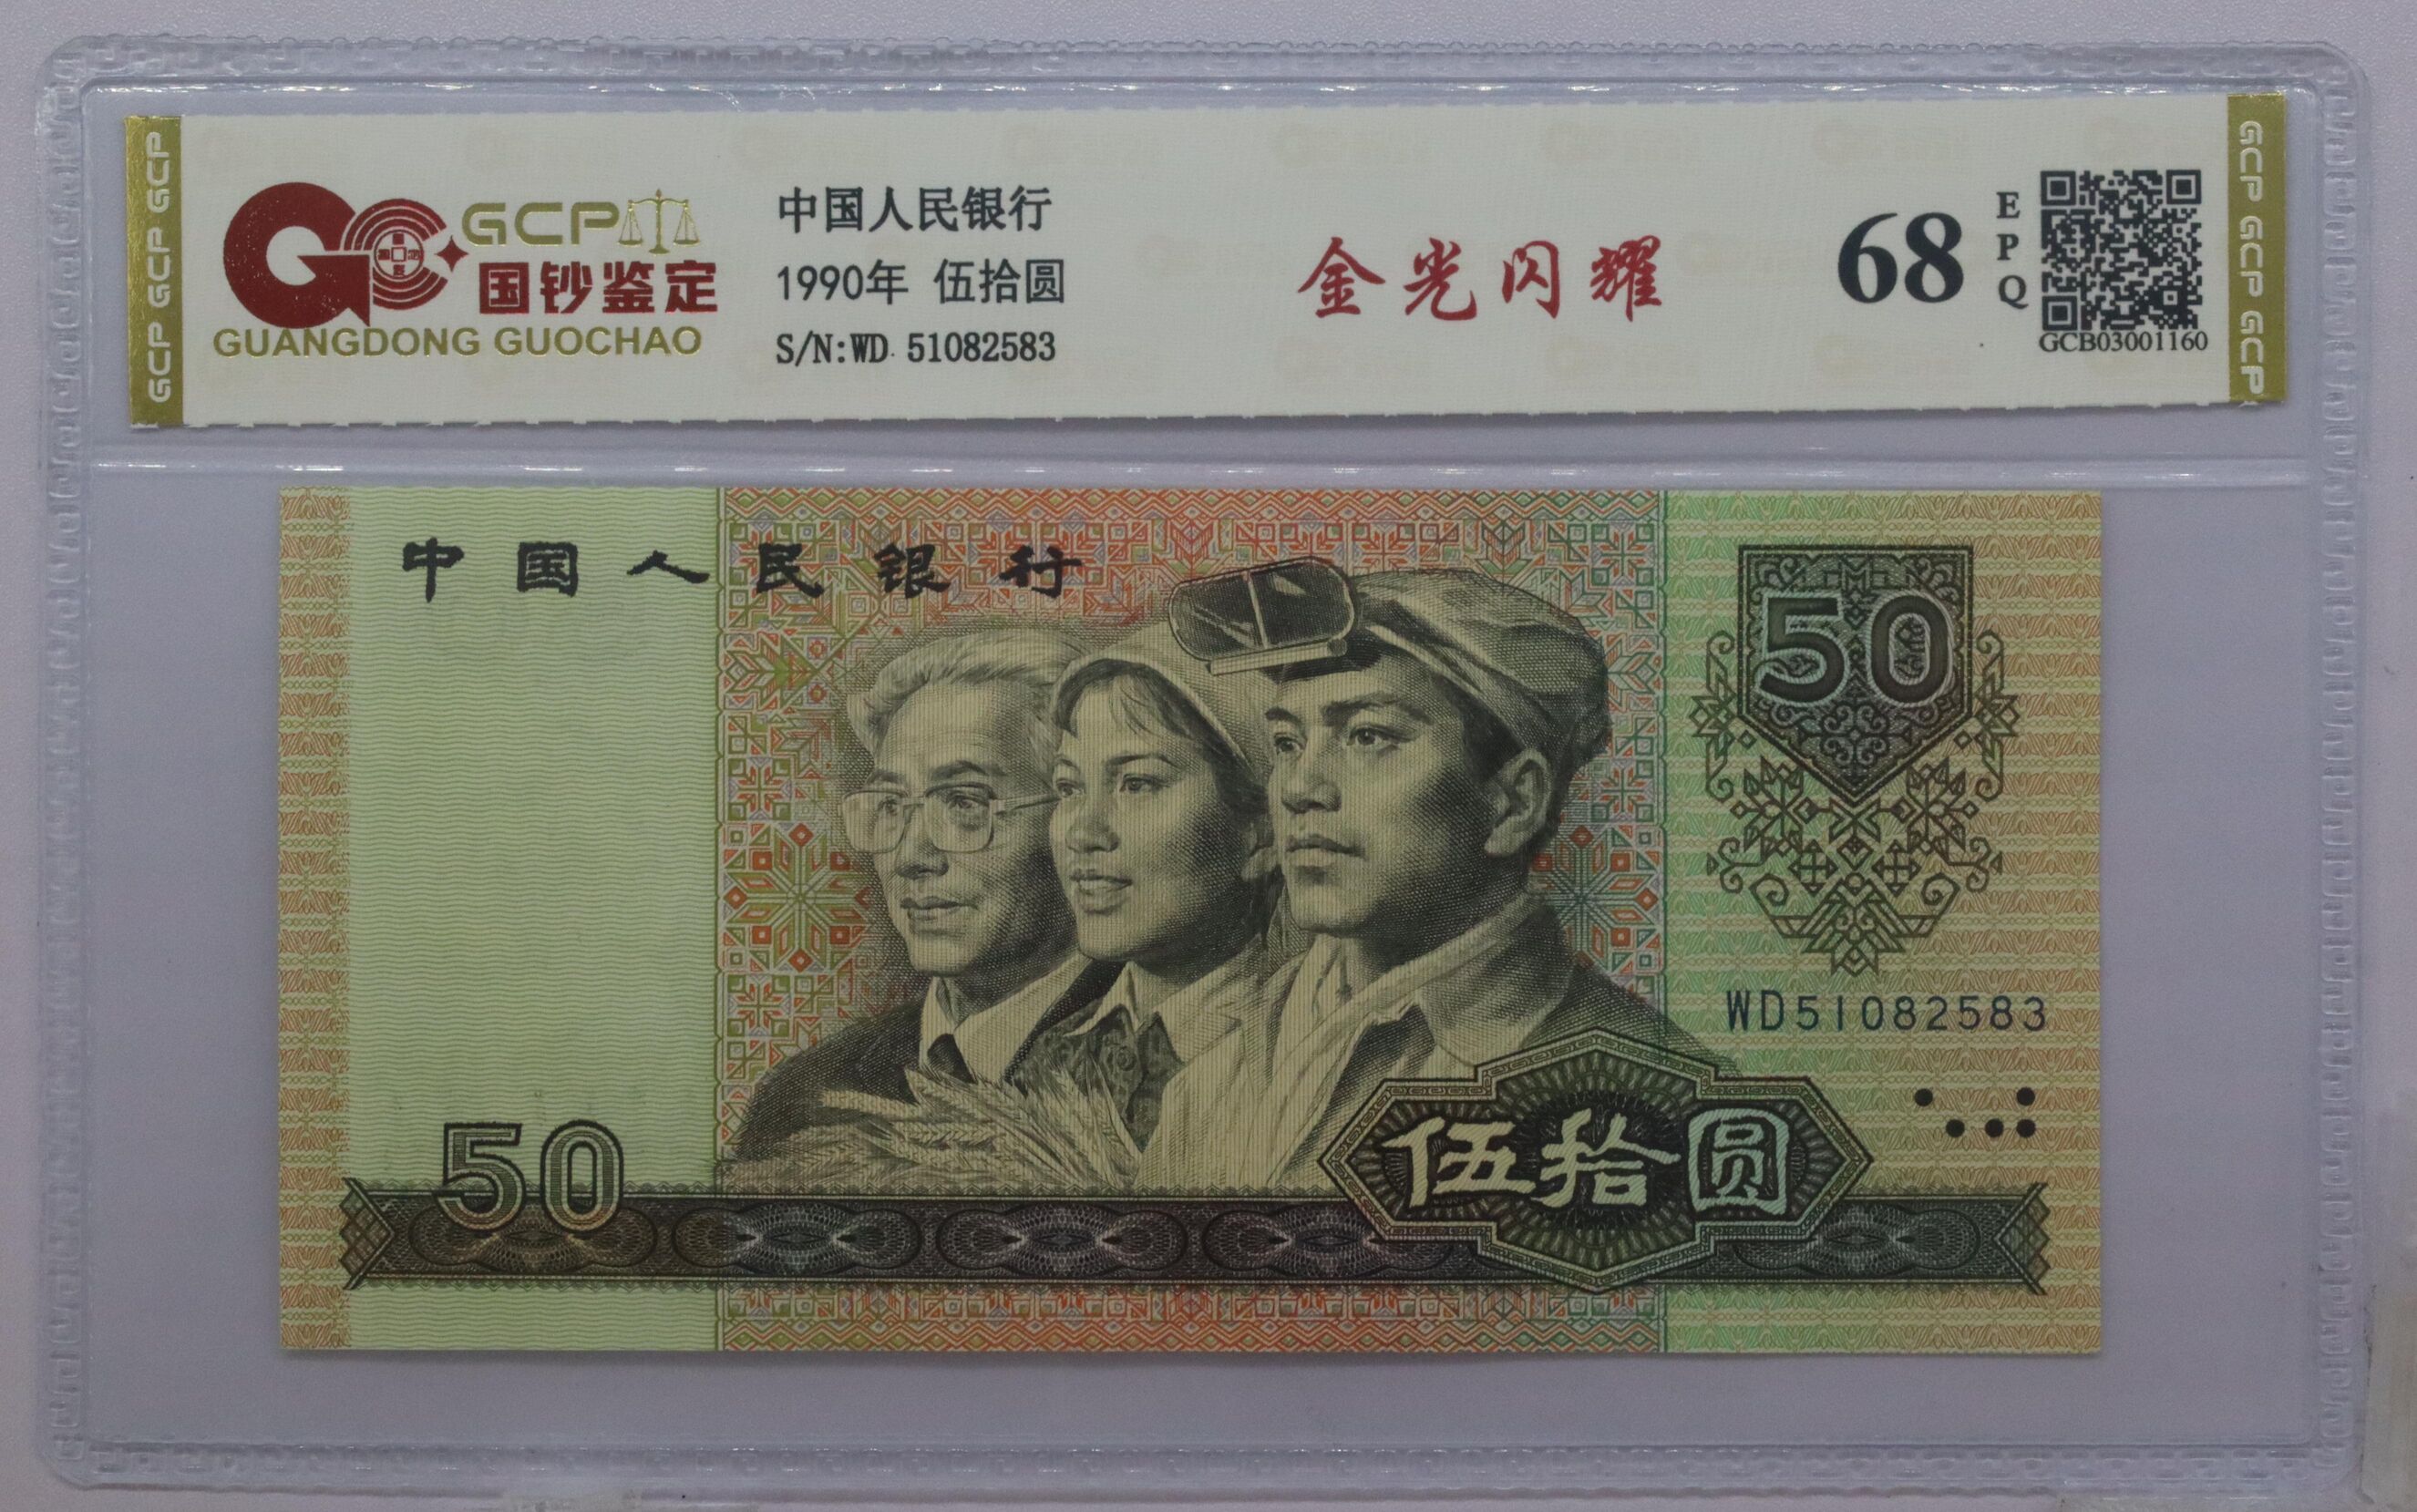 GCP GCP GCP
GCP
国钞鉴定
GUANGDONG GUOCHAO
中国人民银行
1990年 伍拾圆
S/N:WD 51082583
金光闪耀
68
EPQ
GCB03001160
GCP GCP GCP
中国人民银行
50
WD51082583
50
伍拾圆